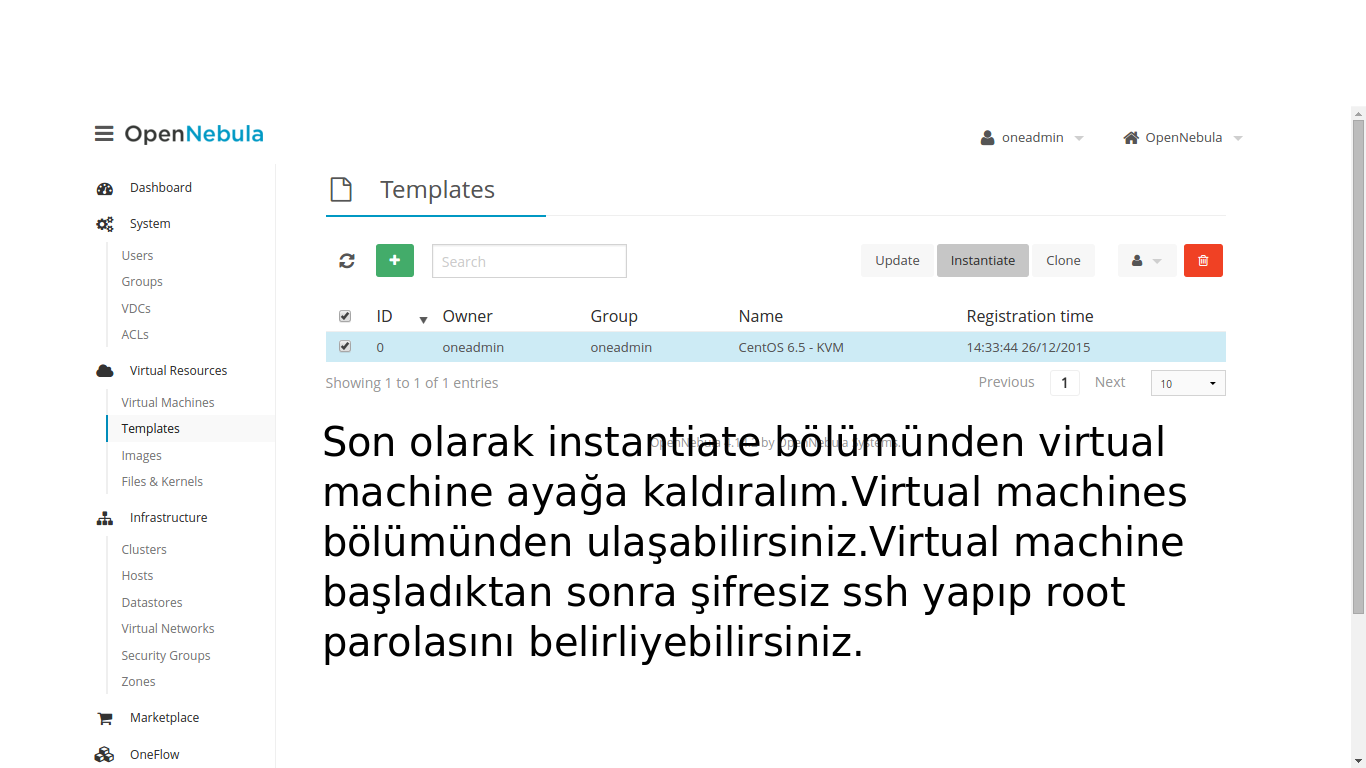 OpenNebula
oneadmin
OpenNebula
Dashboard
System
Users
Groups
VDCs
ACLs
Virtual Resources
Virtual Machines
Templates
Images
Files & Kernels
Infrastructure
Clusters
Hosts
Datastores
Virtual Networks
Security Groups
Zones
Marketplace
OneFlow
Templates
Search
Update Instantiate Clone
ID Owner Group Name Registration time
0 oneadmin oneadmin CentOS 6.5 - KVM 14:33:44 26/12/2015
Showing 1 to 1 of 1 entries
Previous 1 Next 10
OpenNebula by OpenNebula Systems.
Son olarak instantiate bölümünden virtual
machine ayağa kaldıralım.Virtual machines
bölümünden ulaşabilirsiniz.Virtual machine
başladıktan sonra şifresiz ssh yapıp root
parolasını belirliyebilirsiniz.